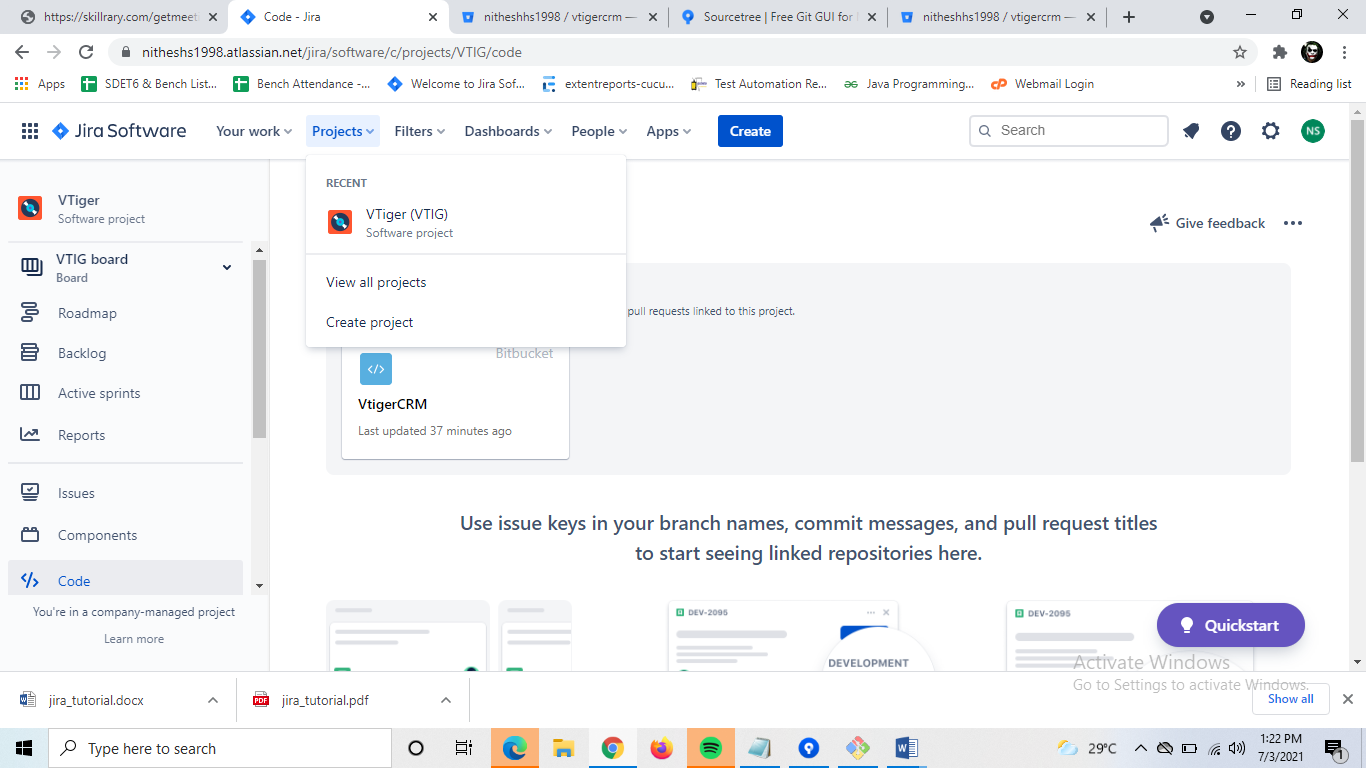 https://skillrary.com/getmeet
Code - Jira
nitheshhs1998 / vtigercrm —
Sourcetree | Free Git GUI for
nitheshhs1998 / vtigercrm —
nitheshs1998.atlassian.net/jira/software/c/projects/VTIG/code
Apps
SDET6 & Bench List...
Bench Attendance -...
Welcome to Jira Sof...
extentreports-cucu...
Test Automation Re...
Java Programming...
Webmail Login
»
Reading list
Jira Software
Your work
Projects
Filters
Dashboards
People
Apps
Create
Search
NS
VTiger
Software project
VTIG board
Board
Roadmap
Backlog
Active sprints
Reports
Issues
Components
Code
You're in a company-managed project
Learn more
RECENT
VTiger (VTIG)
Software project
View all projects
Create project
Give feedback
pull requests linked to this project.
Bitbucket
VtigerCRM
Last updated 37 minutes ago
Use issue keys in your branch names, commit messages, and pull request titles
to start seeing linked repositories here.
DEV-2095
DEVELOPMENT
DEV-2095
Quickstart
Activate Windows
Go to Settings to activate Windows.
jira_tutorial.docx
PDF
jira_tutorial.pdf
Show all
Type here to search
29°C
1:22 PM
7/3/2021
1